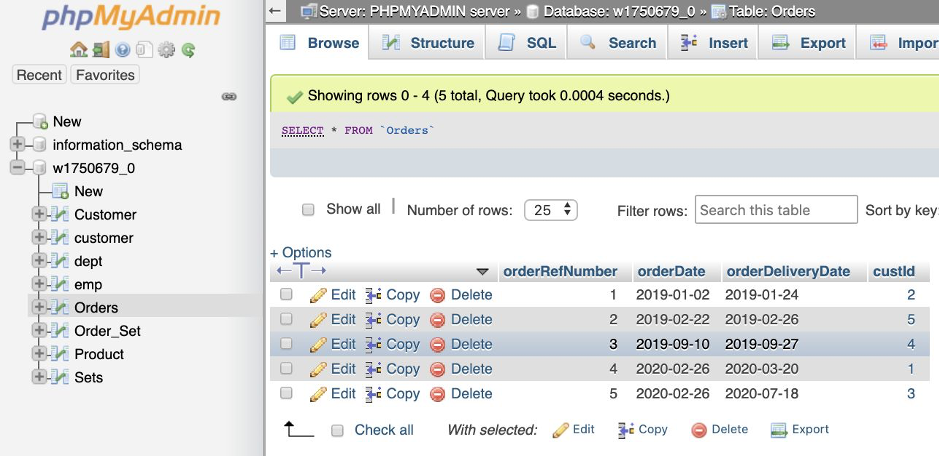 phpMyAdmin
Recent Favorites
New
information_schema
w1750679_0
New
Customer
customer
dept
emp
Orders
Order_Set
Product
Sets
Server: PHPMYADMIN server » Database: w1750679_0 » Table: Orders
Browse Structure SQL Search Insert Export Impor
Showing rows 0 - 4 (5 total, Query took 0.0004 seconds.)
SELECT * FROM `Orders`
Show all | Number of rows: 25 Filter rows: Search this table Sort by key:
+ Options
orderRefNumber orderDate orderDeliveryDate custId
Edit Copy Delete 1 2019-01-02 2019-01-24 2
Edit Copy Delete 2 2019-02-22 2019-02-26 5
Edit Copy Delete 3 2019-09-10 2019-09-27 4
Edit Copy Delete 4 2020-02-26 2020-03-20 1
Edit Copy Delete 5 2020-02-26 2020-07-18 3
Check all With selected: Edit Copy Delete Export